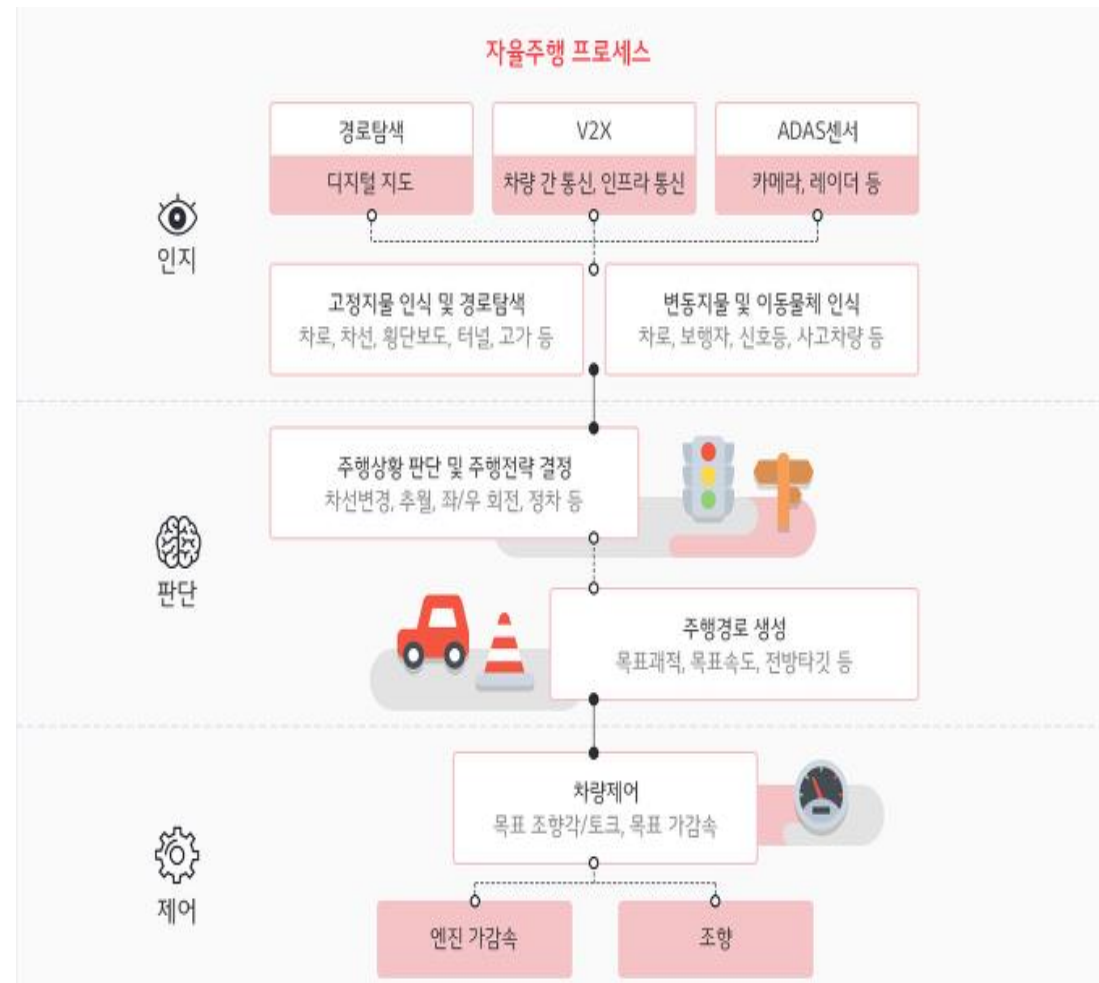 자율주행 프로세스
경로탐색
디지털 지도
V2X
차량 간 통신, 인프라 통신
ADAS센서
카메라, 레이더 등
인지
고정지물 인식 및 경로탐색
차로, 차선, 횡단보도, 터널, 고가 등
변동지물 및 이동물체 인식
차로, 보행자, 신호등, 사고차량 등
주행상황 판단 및 주행전략 결정
차선변경, 추월, 좌/우 회전, 정차 등
판단
주행경로 생성
목표괘적, 목표속도, 전방타깃 등
차량제어
목표 조향각/토크, 목표 가감속
제어
엔진 가감속
조향